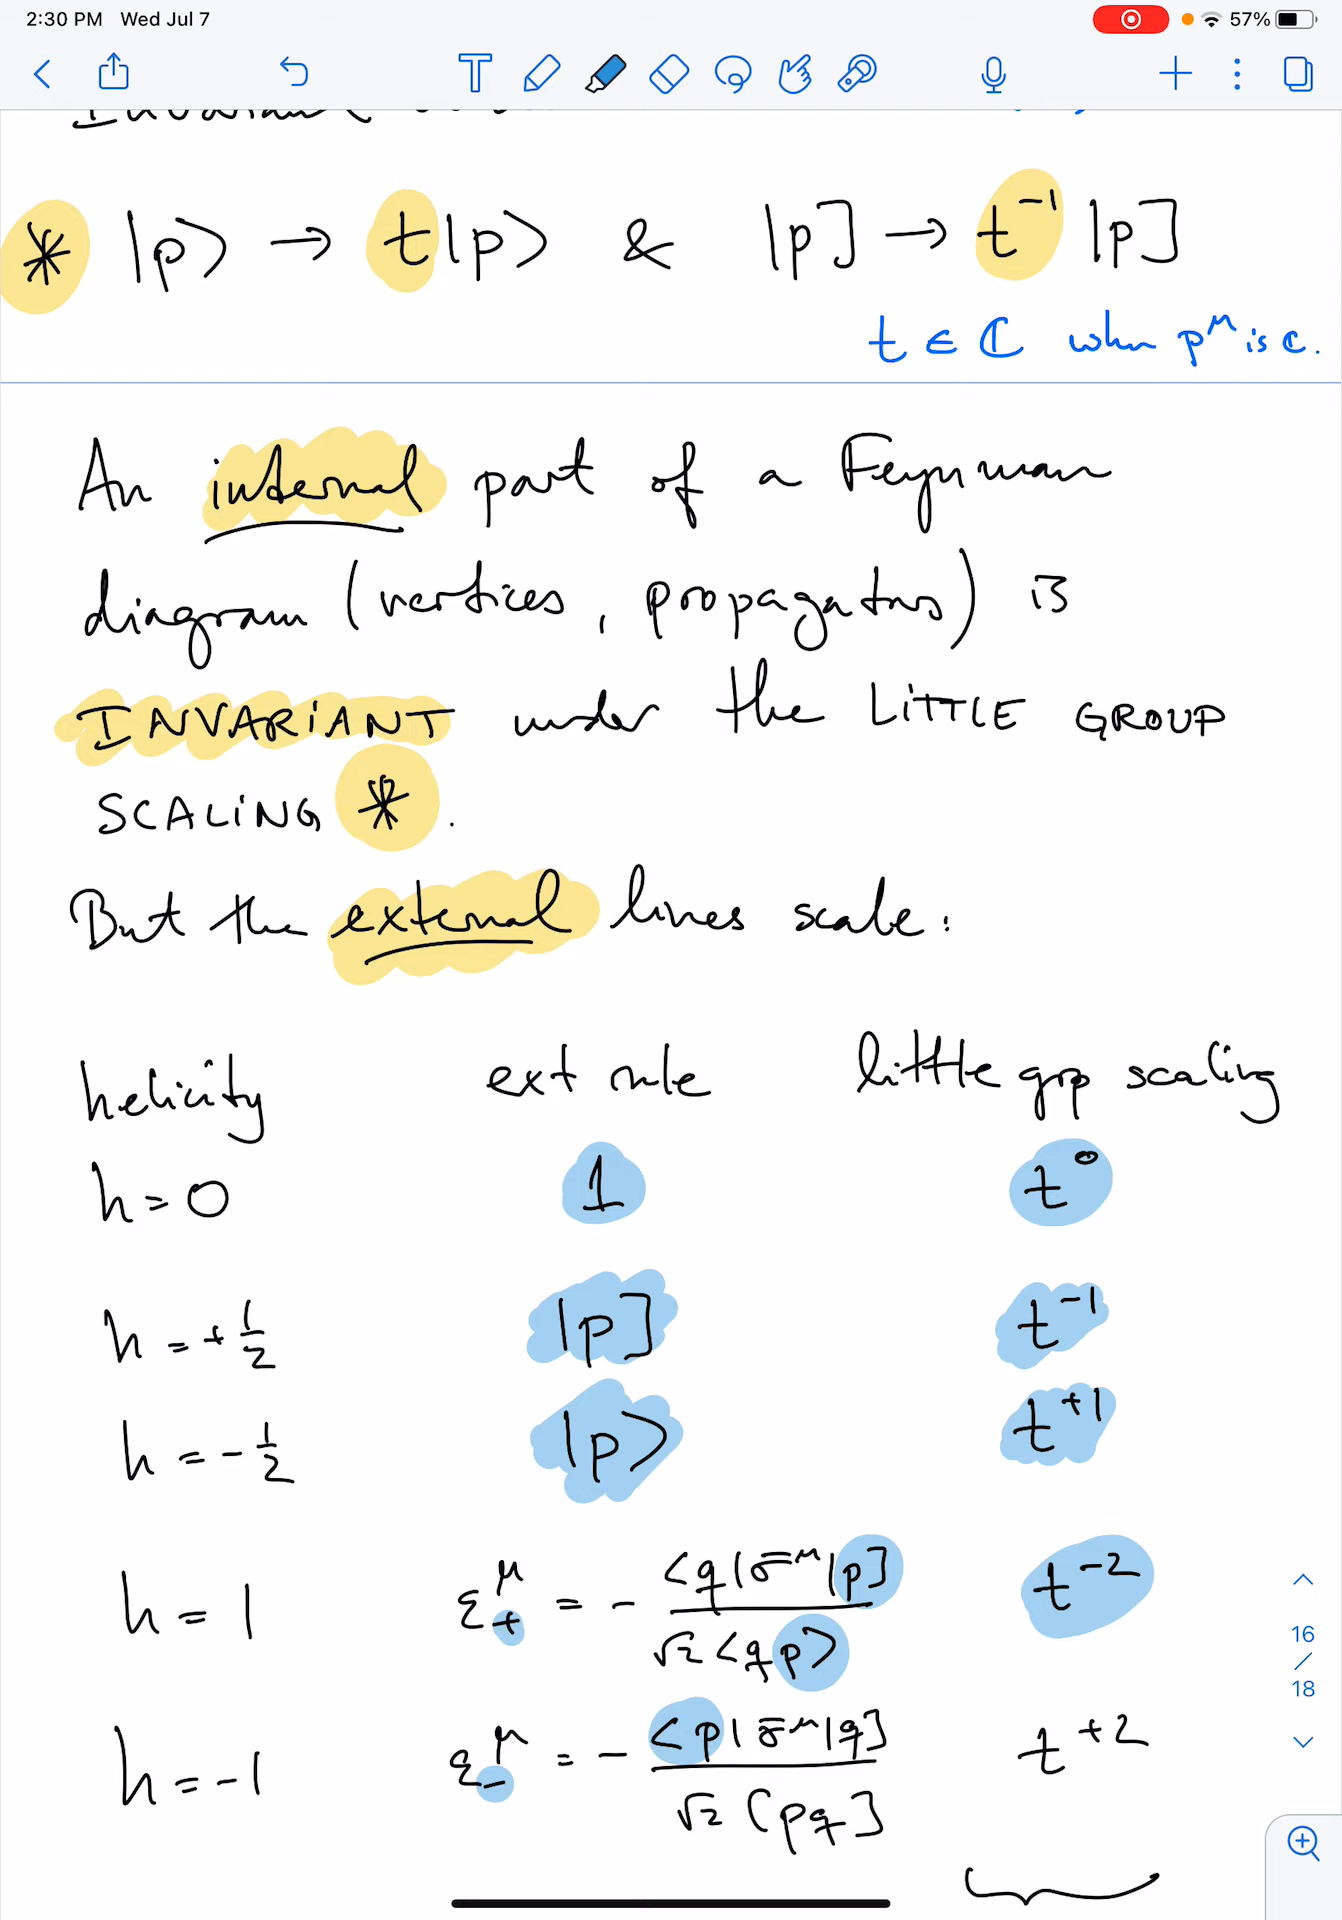 2:30 PM Wed Jul 7
57%
* |p⟩ → t|p⟩ & |p] → t⁻¹ |p]
t ∈ ℂ when p^μ is c.
An internal part of a Feynman
diagram (vertices, propagators) is
INVARIANT under the LiTTLE GROUP
SCALiNG * .
But the external lines scale:
helicity ext rule little grp scaling
h = 0 1 t⁰
h = +1/2 |p] t⁻¹
h = -1/2 |p⟩ t⁺¹
h = 1 ε₊^μ = - <q|σ̄^μ|p] / √2 <qp> t⁻²
h = -1 ε₋^μ = - <p|σ̄^μ|q] / √2 [pq] t⁺²
16
/
18